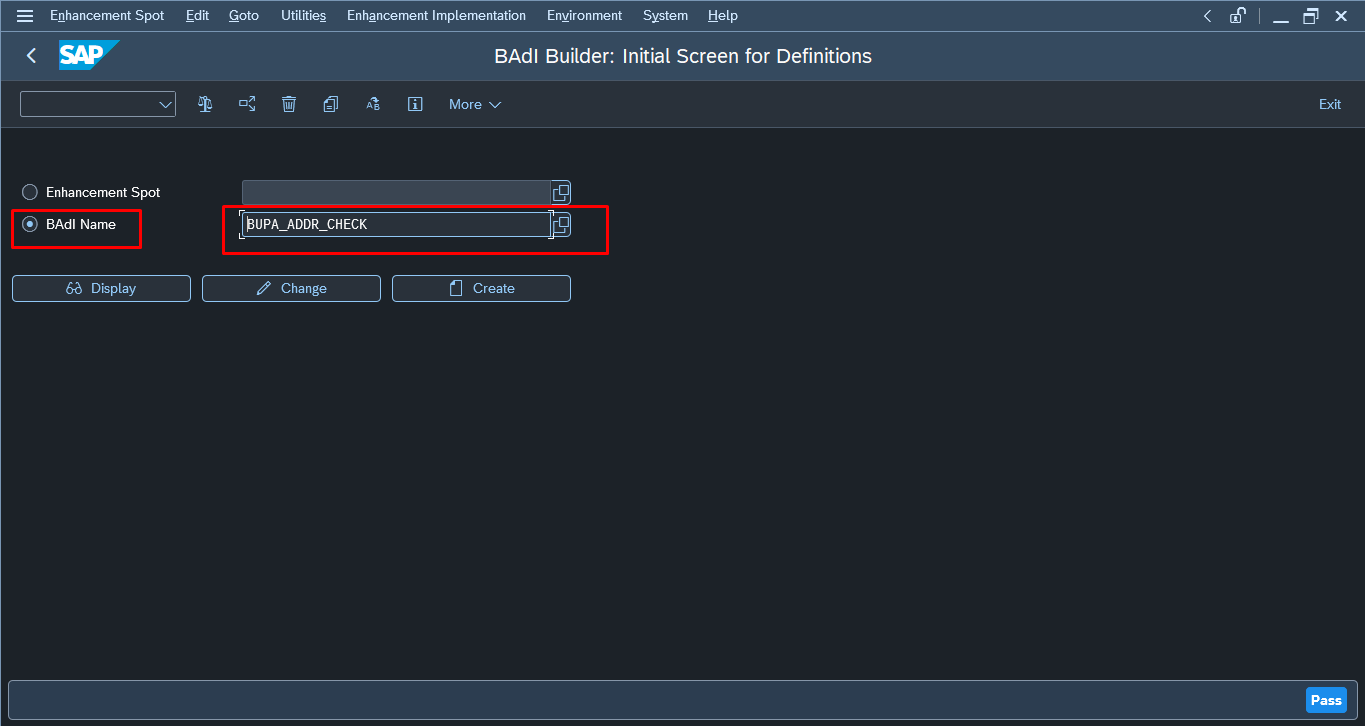 Enhancement Spot Edit Goto Utilities Enhancement Implementation Environment System Help
SAP BAdI Builder: Initial Screen for Definitions
More Exit
Enhancement Spot
BAdI Name BUPA_ADDR_CHECK
Display Change Create
Pass